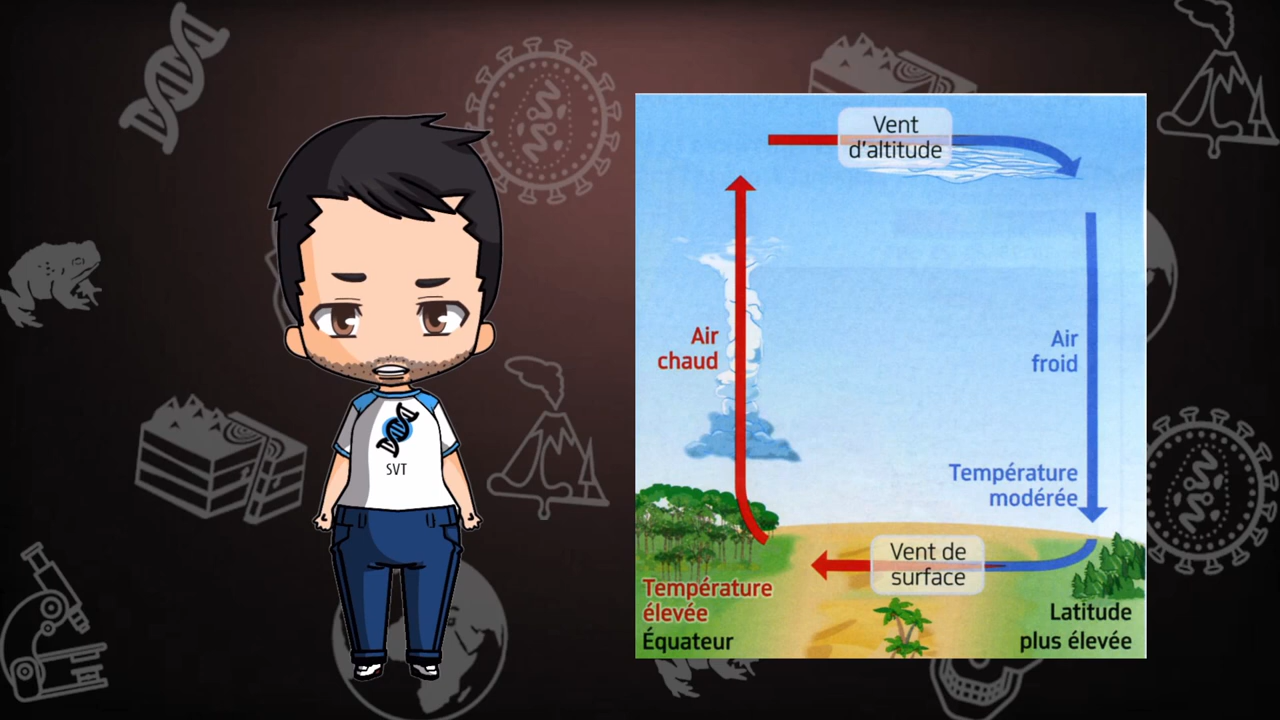 SVT
Vent
d'altitude
Air
chaud
Air
froid
Température
modérée
Vent de
surface
Température
élevée
Équateur
Latitude
plus élevée